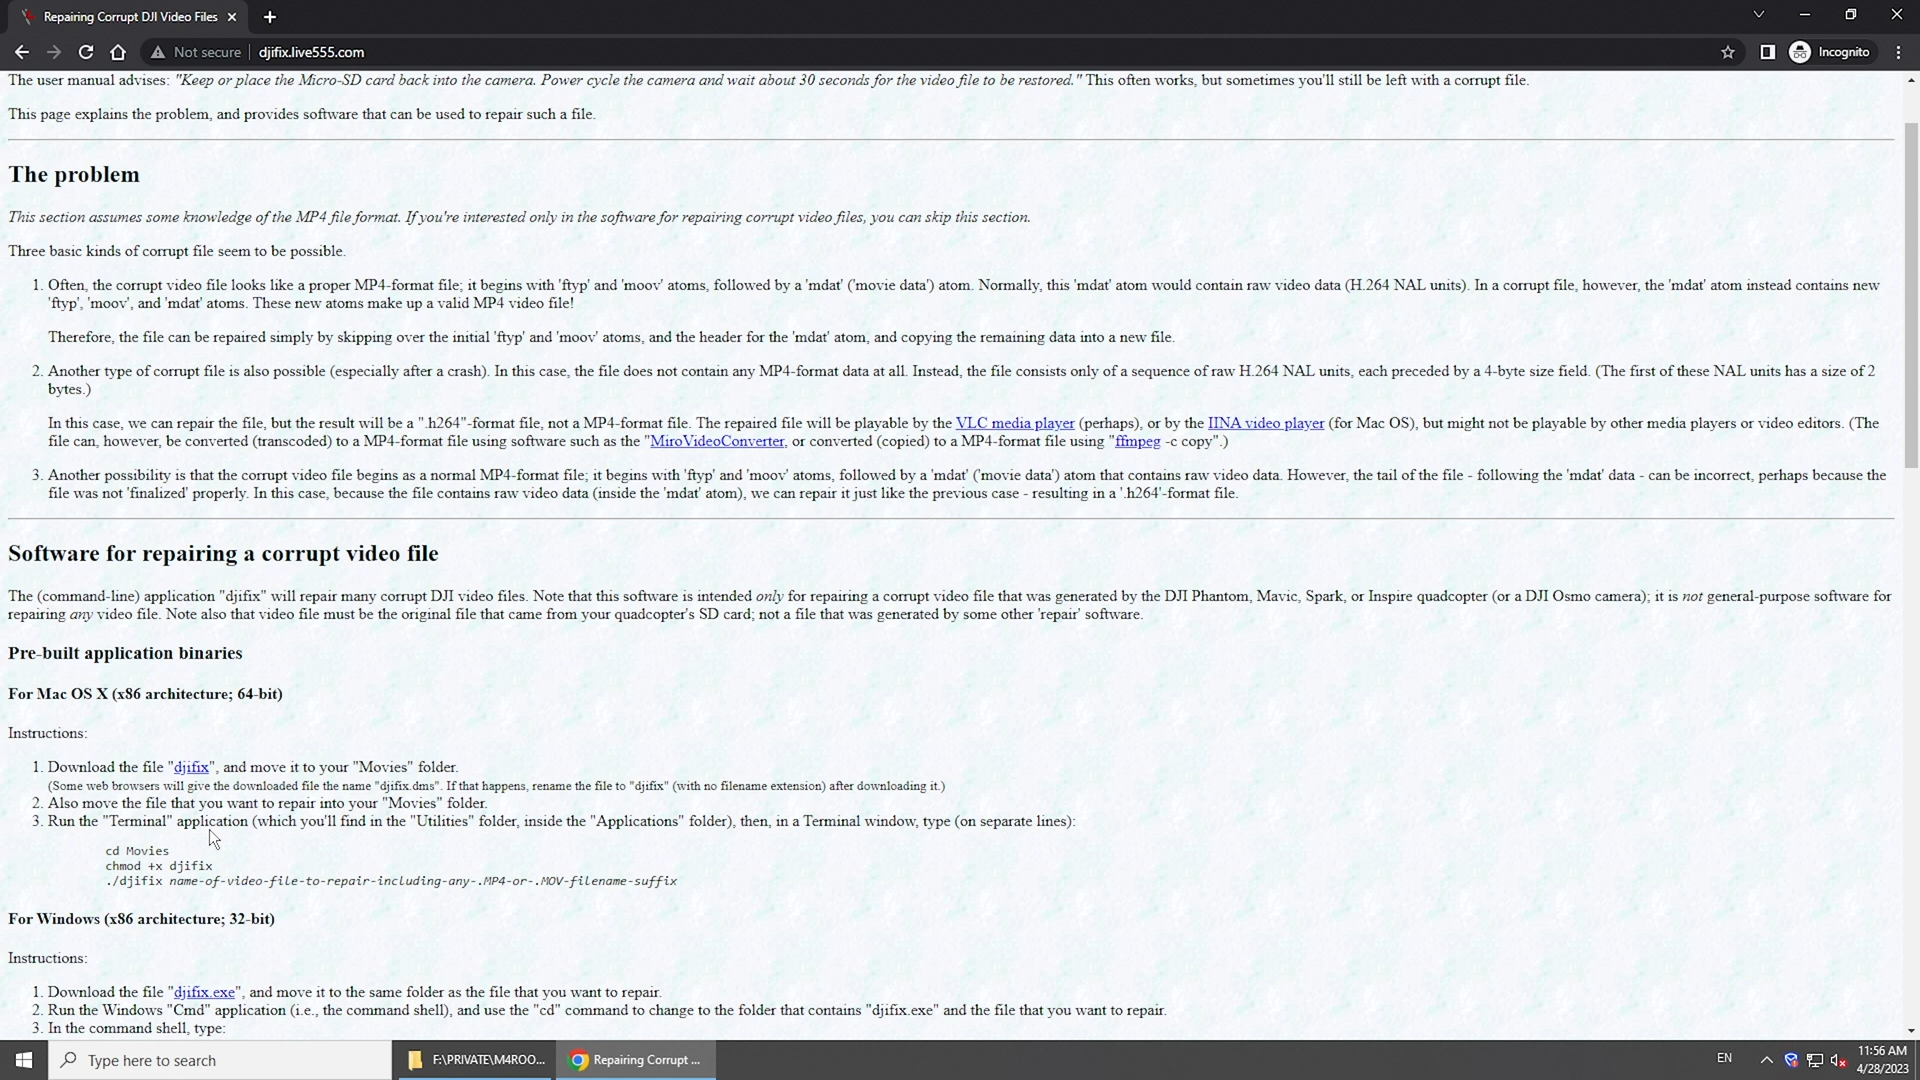 Repairing Corrupt DJI Video Files
Not secure
djifix.live555.com
Incognito
The user manual advises: "Keep or place the Micro-SD card back into the camera. Power cycle the camera and wait about 30 seconds for the video file to be restored." This often works, but sometimes you'll still be left with a corrupt file.
This page explains the problem, and provides software that can be used to repair such a file.
The problem
This section assumes some knowledge of the MP4 file format. If you're interested only in the software for repairing corrupt video files, you can skip this section.
Three basic kinds of corrupt file seem to be possible.
1. Often, the corrupt video file looks like a proper MP4-format file; it begins with 'ftyp' and 'moov' atoms, followed by a 'mdat' ('movie data') atom. Normally, this 'mdat' atom would contain raw video data (H.264 NAL units). In a corrupt file, however, the 'mdat' atom instead contains new
'ftyp', 'moov', and 'mdat' atoms. These new atoms make up a valid MP4 video file!
Therefore, the file can be repaired simply by skipping over the initial 'ftyp' and 'moov' atoms, and the header for the 'mdat' atom, and copying the remaining data into a new file.
2. Another type of corrupt file is also possible (especially after a crash). In this case, the file does not contain any MP4-format data at all. Instead, the file consists only of a sequence of raw H.264 NAL units, each preceded by a 4-byte size field. (The first of these NAL units has a size of 2
bytes.)
In this case, we can repair the file, but the result will be a ".h264"-format file, not a MP4-format file. The repaired file will be playable by the VLC media player (perhaps), or by the IINA video player (for Mac OS), but might not be playable by other media players or video editors. (The
file can, however, be converted (transcoded) to a MP4-format file using software such as the "MiroVideoConverter, or converted (copied) to a MP4-format file using "ffmpeg -c copy".)
3. Another possibility is that the corrupt video file begins as a normal MP4-format file; it begins with 'ftyp' and 'moov' atoms, followed by a 'mdat' ('movie data') atom that contains raw video data. However, the tail of the file - following the 'mdat' data - can be incorrect, perhaps because the
file was not 'finalized' properly. In this case, because the file contains raw video data (inside the 'mdat' atom), we can repair it just like the previous case - resulting in a '.h264'-format file.
Software for repairing a corrupt video file
The (command-line) application "djifix" will repair many corrupt DJI video files. Note that this software is intended only for repairing a corrupt video file that was generated by the DJI Phantom, Mavic, Spark, or Inspire quadcopter (or a DJI Osmo camera); it is not general-purpose software for
repairing any video file. Note also that video file must be the original file that came from your quadcopter's SD card; not a file that was generated by some other 'repair' software.
Pre-built application binaries
For Mac OS X (x86 architecture; 64-bit)
Instructions:
1. Download the file "djifix", and move it to your "Movies" folder.
(Some web browsers will give the downloaded file the name "djifix.dms". If that happens, rename the file to "djifix" (with no filename extension) after downloading it.)
2. Also move the file that you want to repair into your "Movies" folder.
3. Run the "Terminal" application (which you'll find in the "Utilities" folder, inside the "Applications" folder), then, in a Terminal window, type (on separate lines):
cd Movies
chmod +x djifix
./djifix name-of-video-file-to-repair-including-any-.MP4-or-.MOV-filename-suffix
For Windows (x86 architecture; 32-bit)
Instructions:
1. Download the file "djifix.exe", and move it to the same folder as the file that you want to repair.
2. Run the Windows "Cmd" application (i.e., the command shell), and use the "cd" command to change to the folder that contains "djifix.exe" and the file that you want to repair.
3. In the command shell, type:
Type here to search
F:\PRIVATE\M4ROO...
Repairing Corrupt ...
EN
11:56 AM
4/28/2023